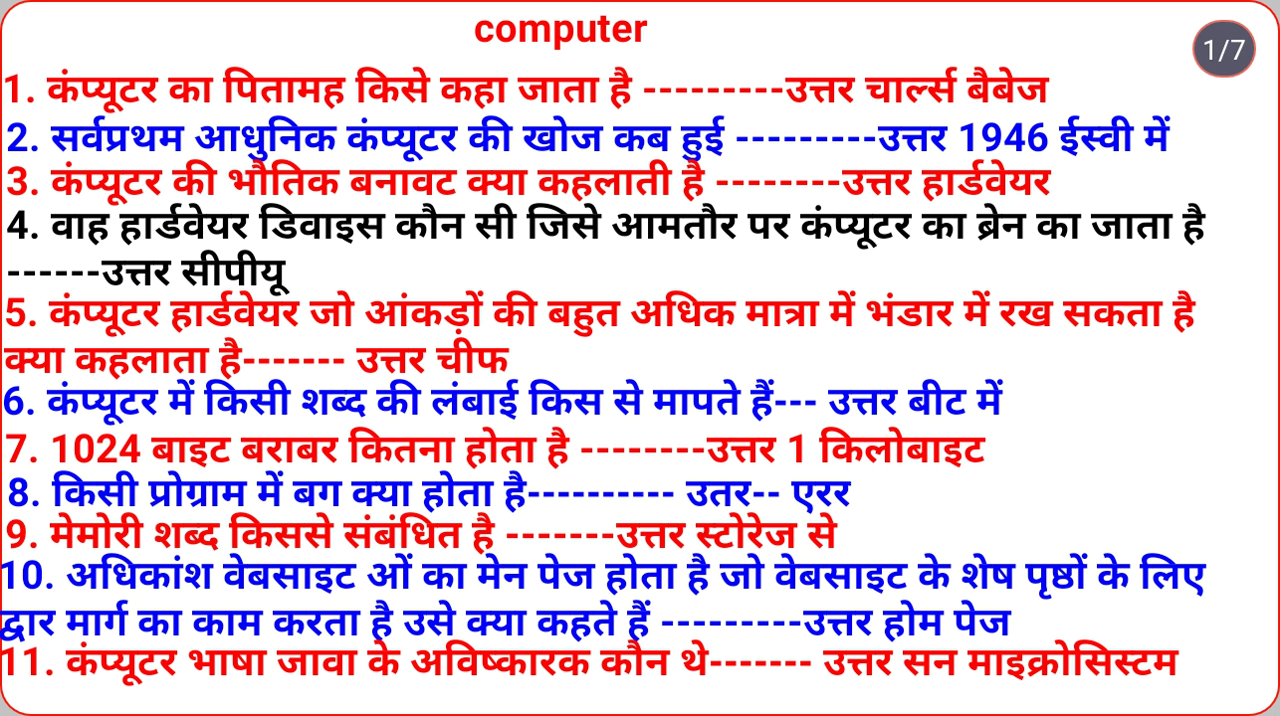 computer
1/7
1. कंप्यूटर का पितामह किसे कहा जाता है ---------उत्तर चार्ल्स बैबेज
2. सर्वप्रथम आधुनिक कंप्यूटर की खोज कब हुई ---------उत्तर 1946 ईस्वी में
3. कंप्यूटर की भौतिक बनावट क्या कहलाती है --------उत्तर हार्डवेयर
4. वाह हार्डवेयर डिवाइस कौन सी जिसे आमतौर पर कंप्यूटर का ब्रेन का जाता है
------उत्तर सीपीयू
5. कंप्यूटर हार्डवेयर जो आंकड़ों की बहुत अधिक मात्रा में भंडार में रख सकता है
क्या कहलाता है------- उत्तर चीफ
6. कंप्यूटर में किसी शब्द की लंबाई किस से मापते हैं--- उत्तर बीट में
7. 1024 बाइट बराबर कितना होता है --------उत्तर 1 किलोबाइट
8. किसी प्रोग्राम में बग क्या होता है---------- उतर-- एरर
9. मेमोरी शब्द किससे संबंधित है -------उत्तर स्टोरेज से
10. अधिकांश वेबसाइट ओं का मेन पेज होता है जो वेबसाइट के शेष पृष्ठों के लिए
द्वार मार्ग का काम करता है उसे क्या कहते हैं ---------उत्तर होम पेज
11. कंप्यूटर भाषा जावा के अविष्कारक कौन थे------- उत्तर सन माइक्रोसिस्टम